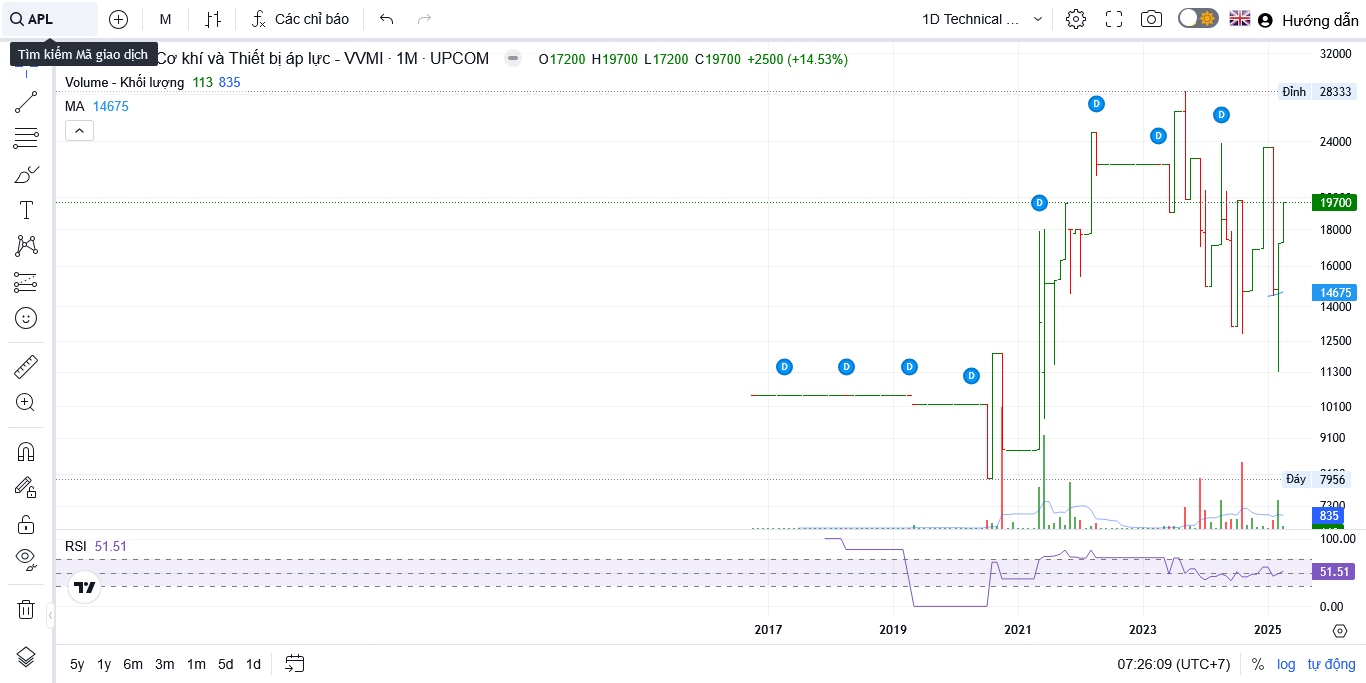 APL M Các chỉ báo 1D Technical ... Hướng dẫn
Tìm kiếm Mã giao dịch
Cơ khí và Thiết bị áp lực - VVMI · 1M · UPCOM O17200 H19700 L17200 C19700 +2500 (+14.53%)
Volume - Khối lượng 113 835
MA 14675
32000
Đỉnh 28333
24000
19700
18000
16000
14675
14000
12500
11300
10100
9100
Đáy 7956
7300
835
D
D
D
D
D
D
D
D
RSI 51.51
100.00
51.51
0.00
2017 2019 2021 2023 2025
5y 1y 6m 3m 1m 5d 1d 07:26:09 (UTC+7) % log tự động